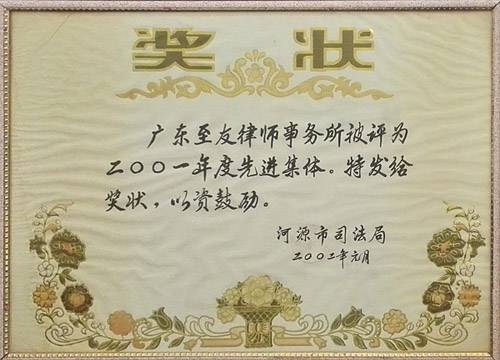 奖状
广东至友律师事务所被评为
二〇〇一年度先进集体。特发给
奖状，以资鼓励。
河源市司法局
二〇〇二年元月